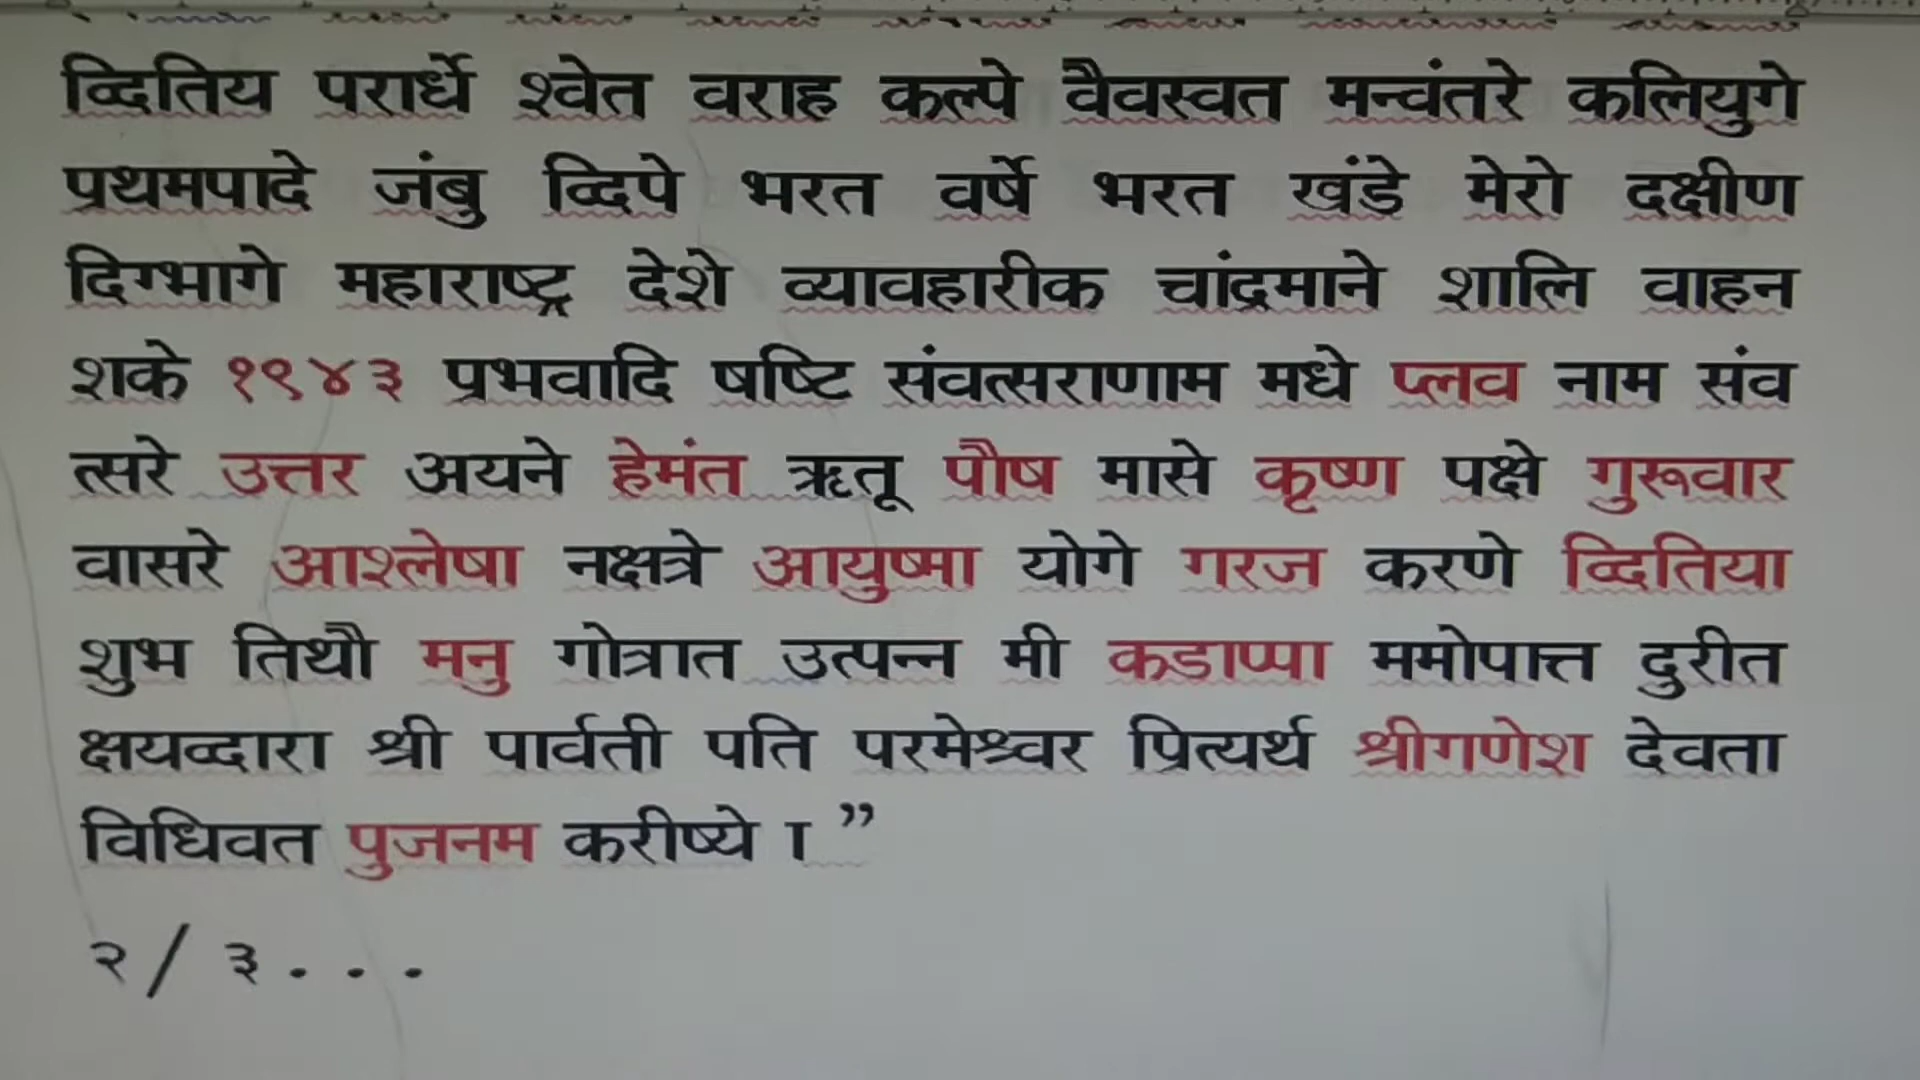 व्दितिय परार्धे श्वेत वराह कल्पे वैवस्वत मन्वंतरे कलियुगे
प्रथमपादे जंबु व्दिपे भरत वर्षे भरत खंडे मेरो दक्षीण
दिग्भागे महाराष्ट्र देशे व्यावहारीक चांद्रमाने शालि वाहन
शके १९४३ प्रभवादि षष्टि संवत्सराणाम मधे प्लव नाम संव
त्सरे उत्तर अयने हेमंत ऋतू पौष मासे कृष्ण पक्षे गुरूवार
वासरे आश्लेषा नक्षत्रे आयुष्मा योगे गरज करणे व्दितिया
शुभ तिथौ मनु गोत्रात उत्पन्न मी कडाप्पा ममोपात्त दुरीत
क्षयव्दारा श्री पार्वती पति परमेश्र्वर प्रित्यर्थ श्रीगणेश देवता
विधिवत पुजनम करीष्ये । ”
२/ ३...